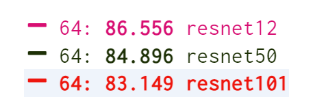 64: 86.556 resnet12
64: 84.896 resnet50
64: 83.149 resnet101